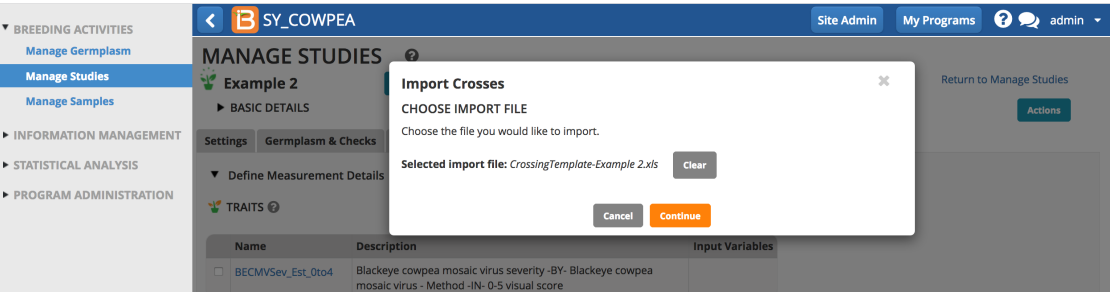 BREEDING ACTIVITIES
Manage Germplasm
Manage Studies
Manage Samples
INFORMATION MANAGEMENT
STATISTICAL ANALYSIS
PROGRAM ADMINISTRATION
SY_COWPEA
Site Admin
My Programs
admin
MANAGE STUDIES
Example 2
Return to Manage Studies
BASIC DETAILS
Actions
Settings
Germplasm & Checks
Define Measurement Details
TRAITS
Import Crosses
CHOOSE IMPORT FILE
Choose the file you would like to import.
Selected import file: CrossingTemplate-Example 2.xls
Clear
Cancel
Continue
Name Description Input Variables
BECMVSev_Est_0to4 Blackeye cowpea mosaic virus severity -BY- Blackeye cowpea
mosaic virus - Method -IN- 0-5 visual score